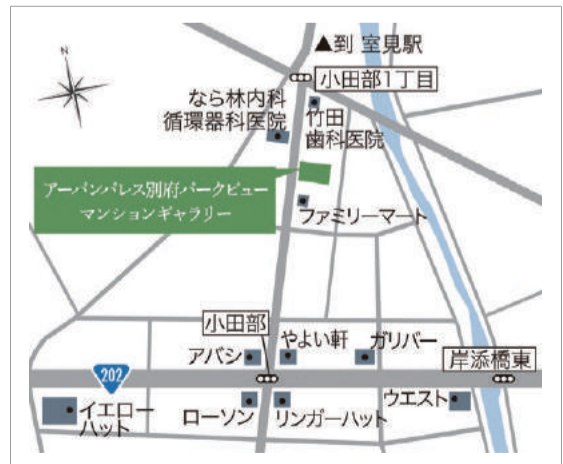 N
▲到 室見駅
小田部1丁目
なら林内科
循環器科医院
竹田
歯科医院
アーバンパレス別府パークビュー
マンションギャラリー
ファミリーマート
小田部
アパシ
やよい軒
ガリバー
岸添橋東
202
イエロー
ハット
ローソン
リンガーハット
ウエスト